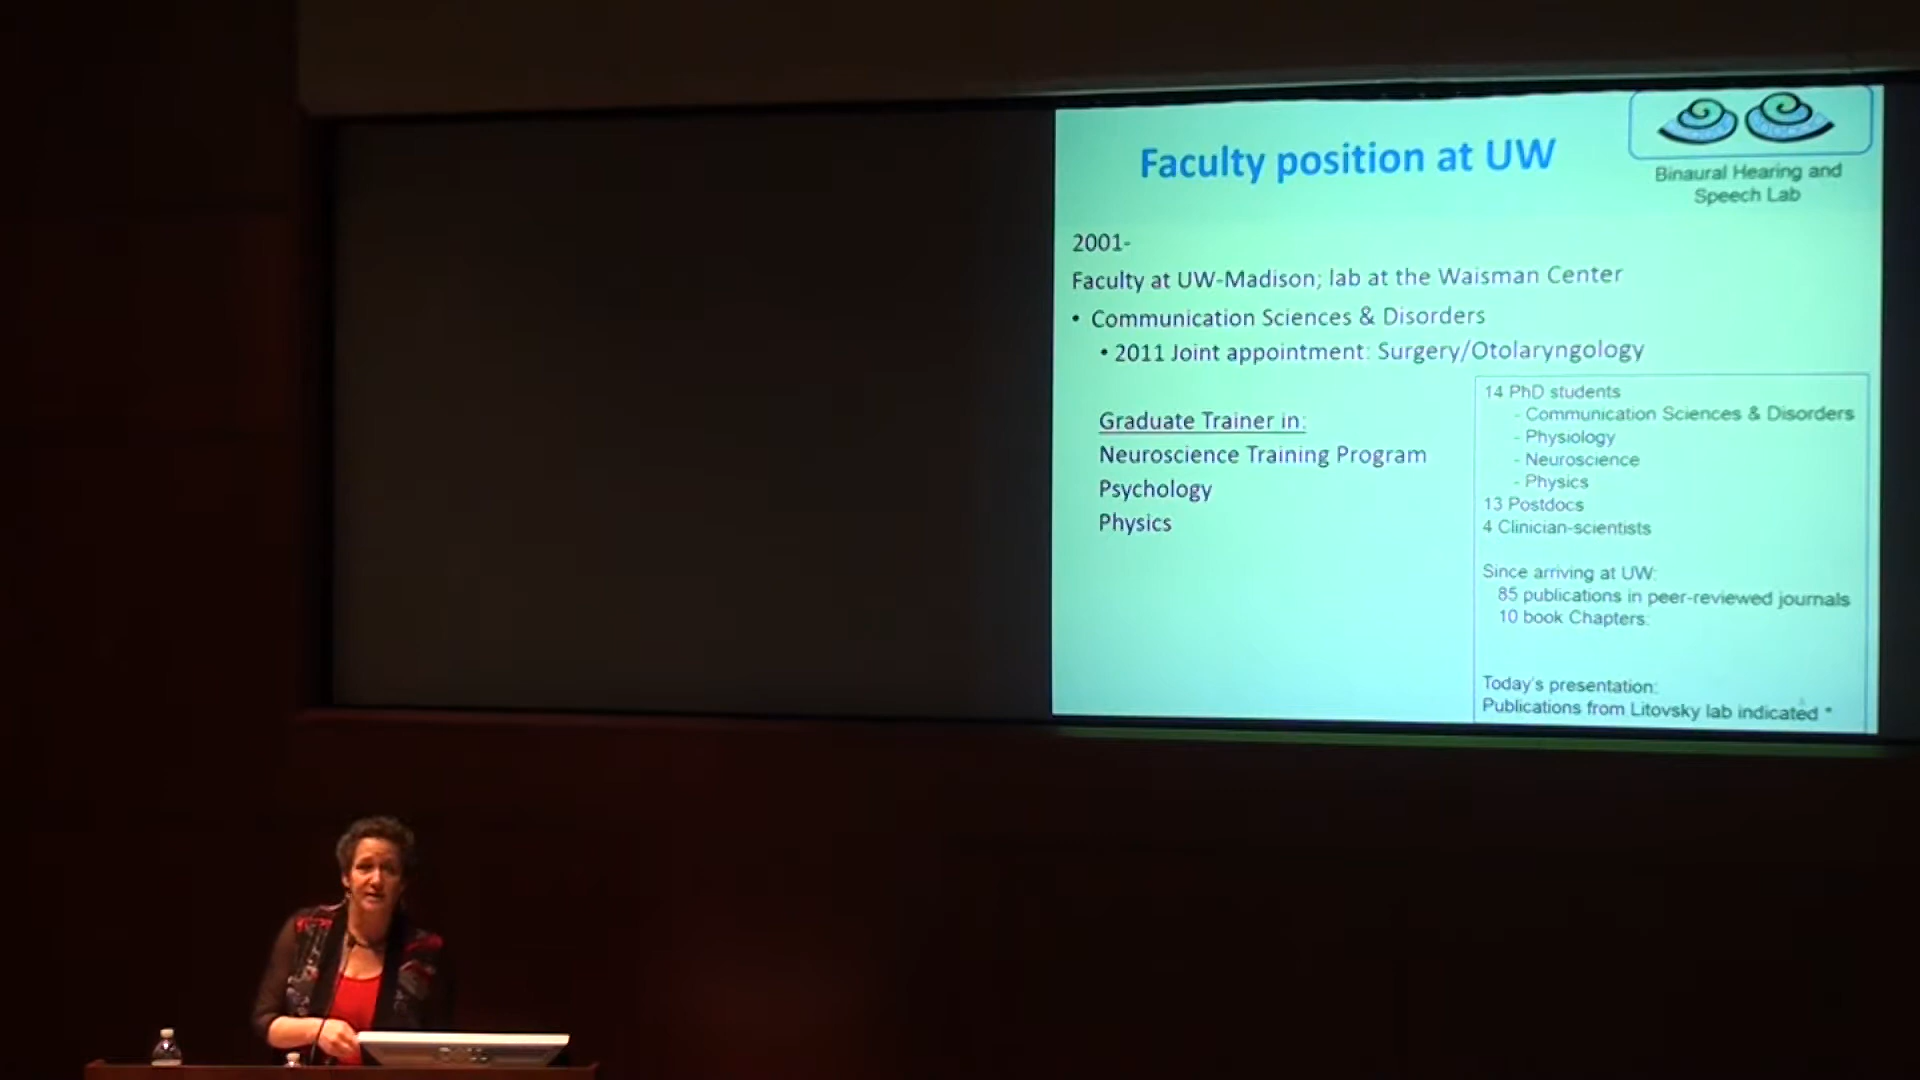 Faculty position at UW
Binaural Hearing and
Speech Lab
2001-
Faculty at UW-Madison; lab at the Waisman Center
• Communication Sciences & Disorders
• 2011 Joint appointment: Surgery/Otolaryngology
Graduate Trainer in:
Neuroscience Training Program
Psychology
Physics
14 PhD students
- Communication Sciences & Disorders
- Physiology
- Neuroscience
- Physics
13 Postdocs
4 Clinician-scientists
Since arriving at UW:
85 publications in peer-reviewed journals
10 book Chapters.
Today's presentation:
Publications from Litovsky lab indicated *